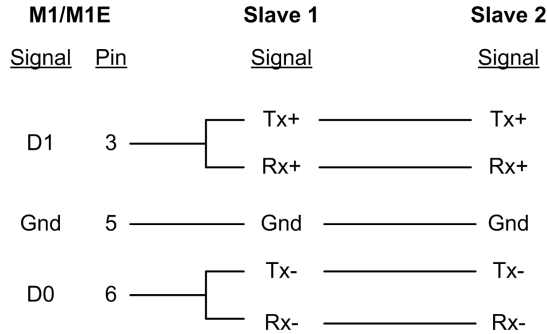 M1/M1E Slave 1 Slave 2
Signal Pin Signal Signal
Tx+ Tx+
D1 3
Rx+ Rx+
Gnd 5 Gnd Gnd
Tx- Tx-
D0 6
Rx- Rx-